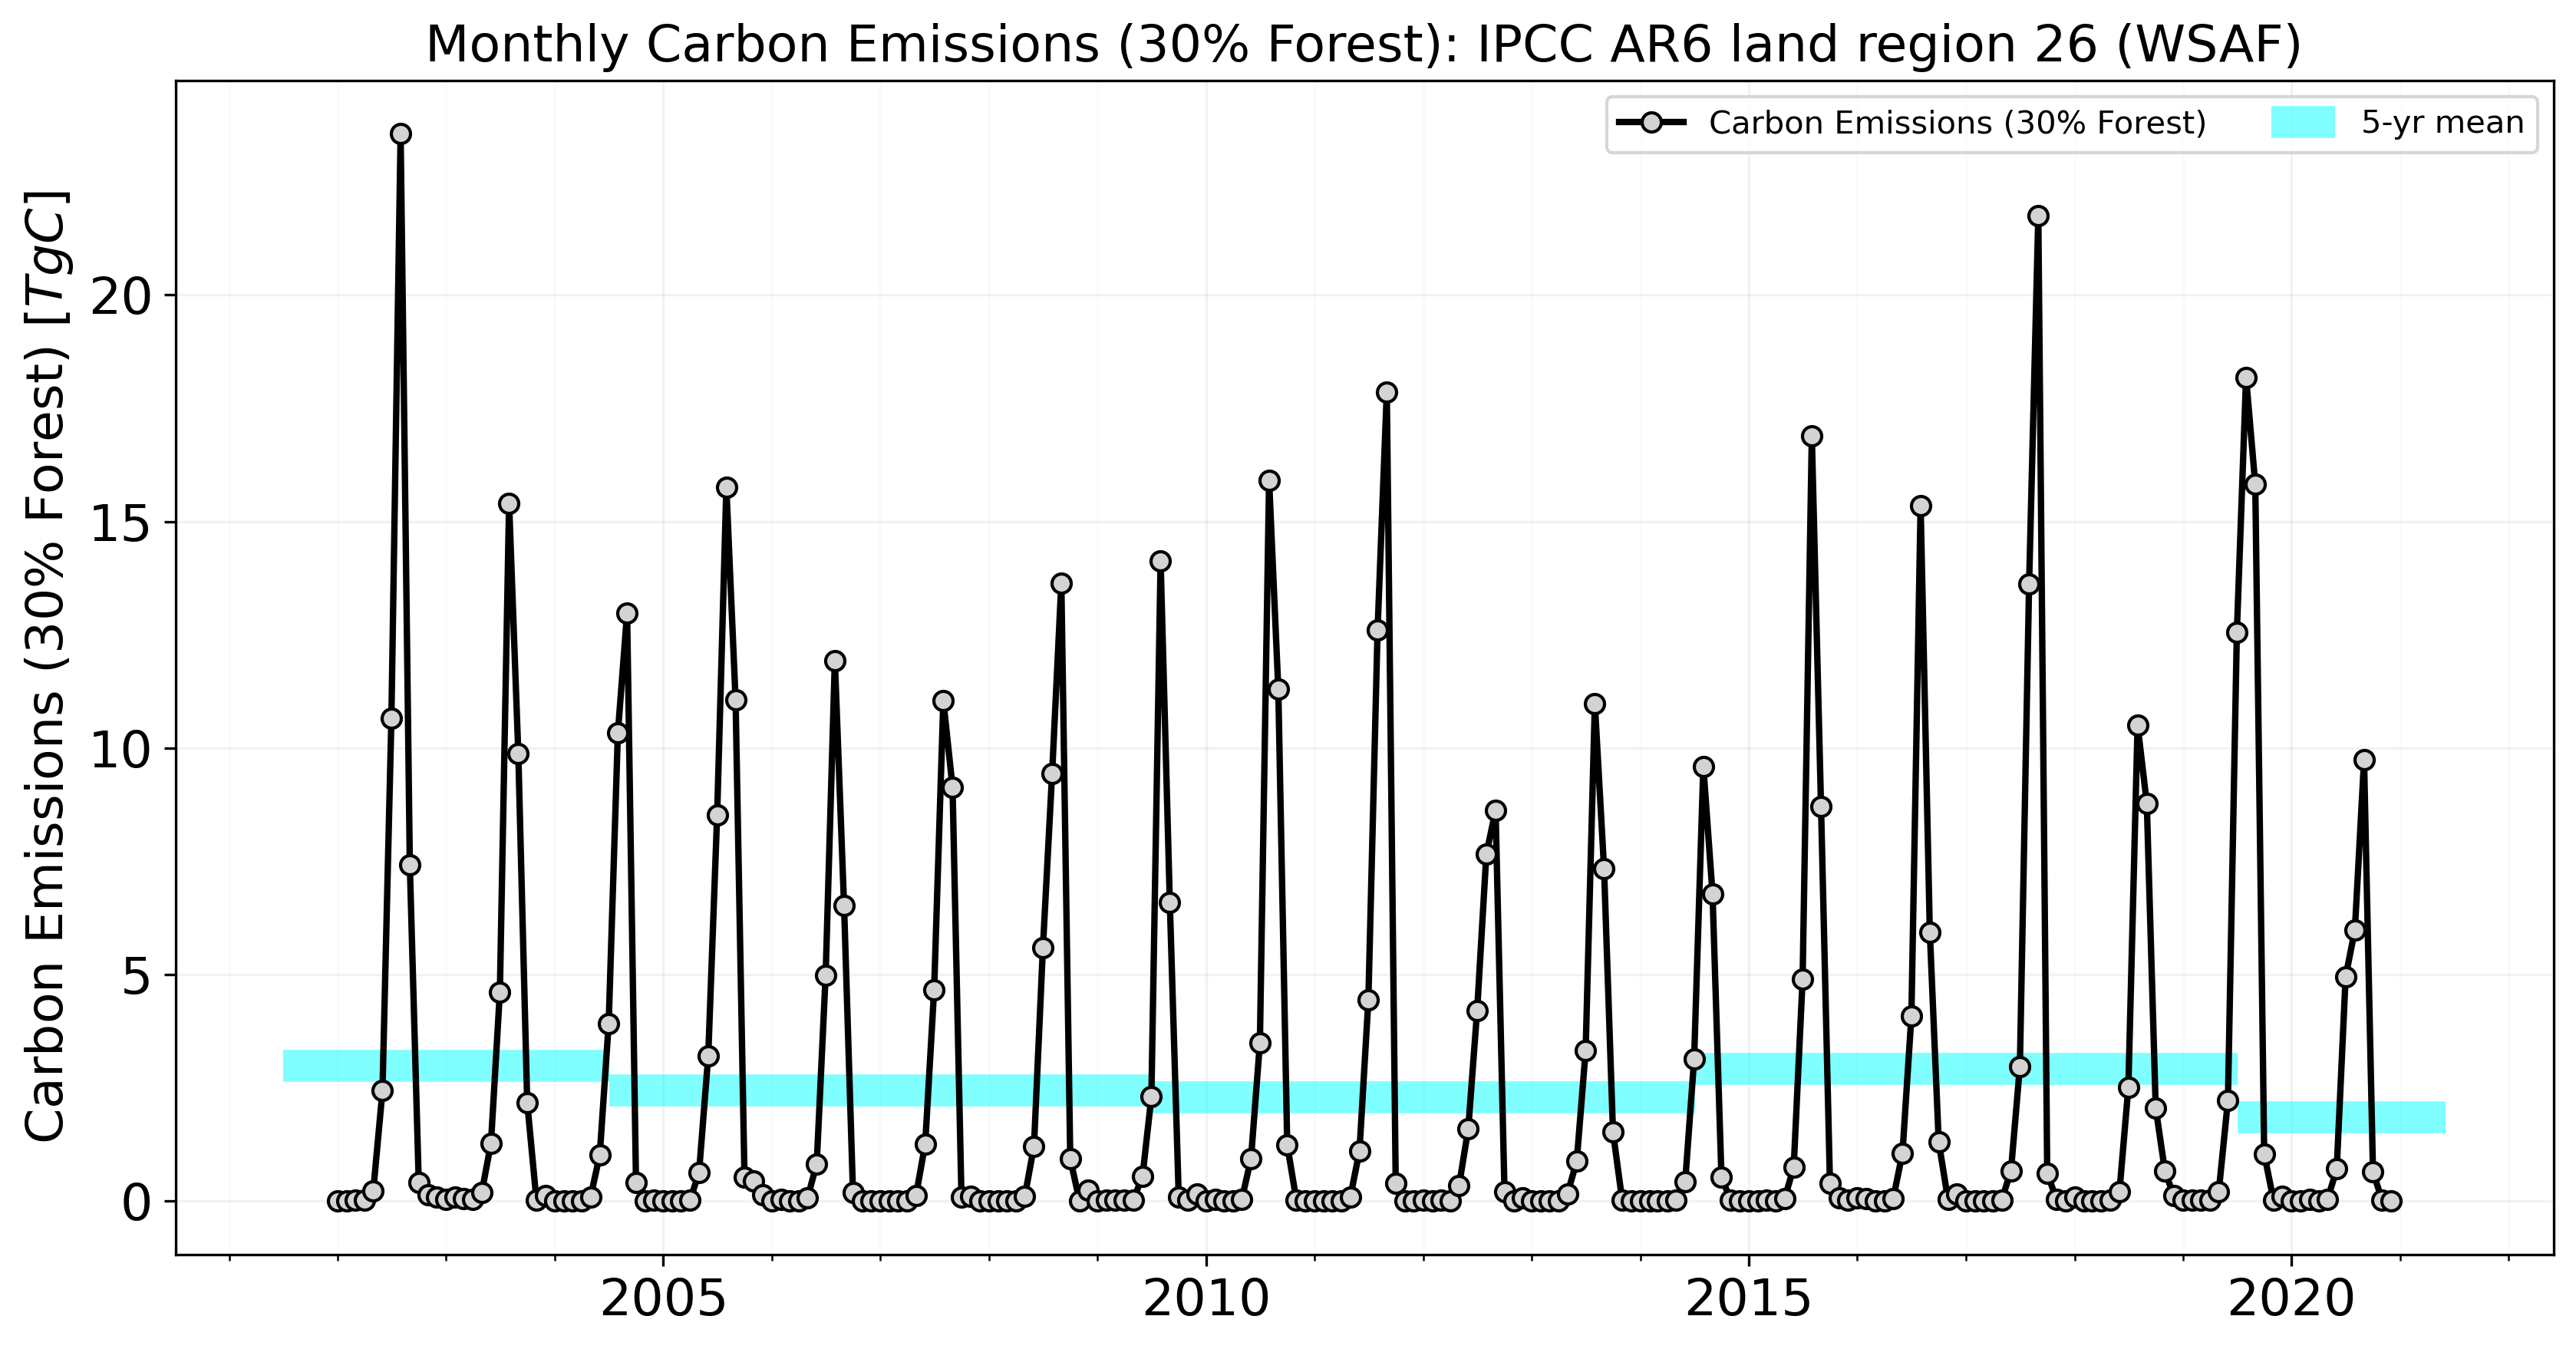 Monthly Carbon Emissions (30% Forest): IPCC AR6 land region 26 (WSAF)
Carbon Emissions (30% Forest)
5-yr mean
Carbon Emissions (30% Forest) [TgC]
20
15
10
5
0
2005
2010
2015
2020